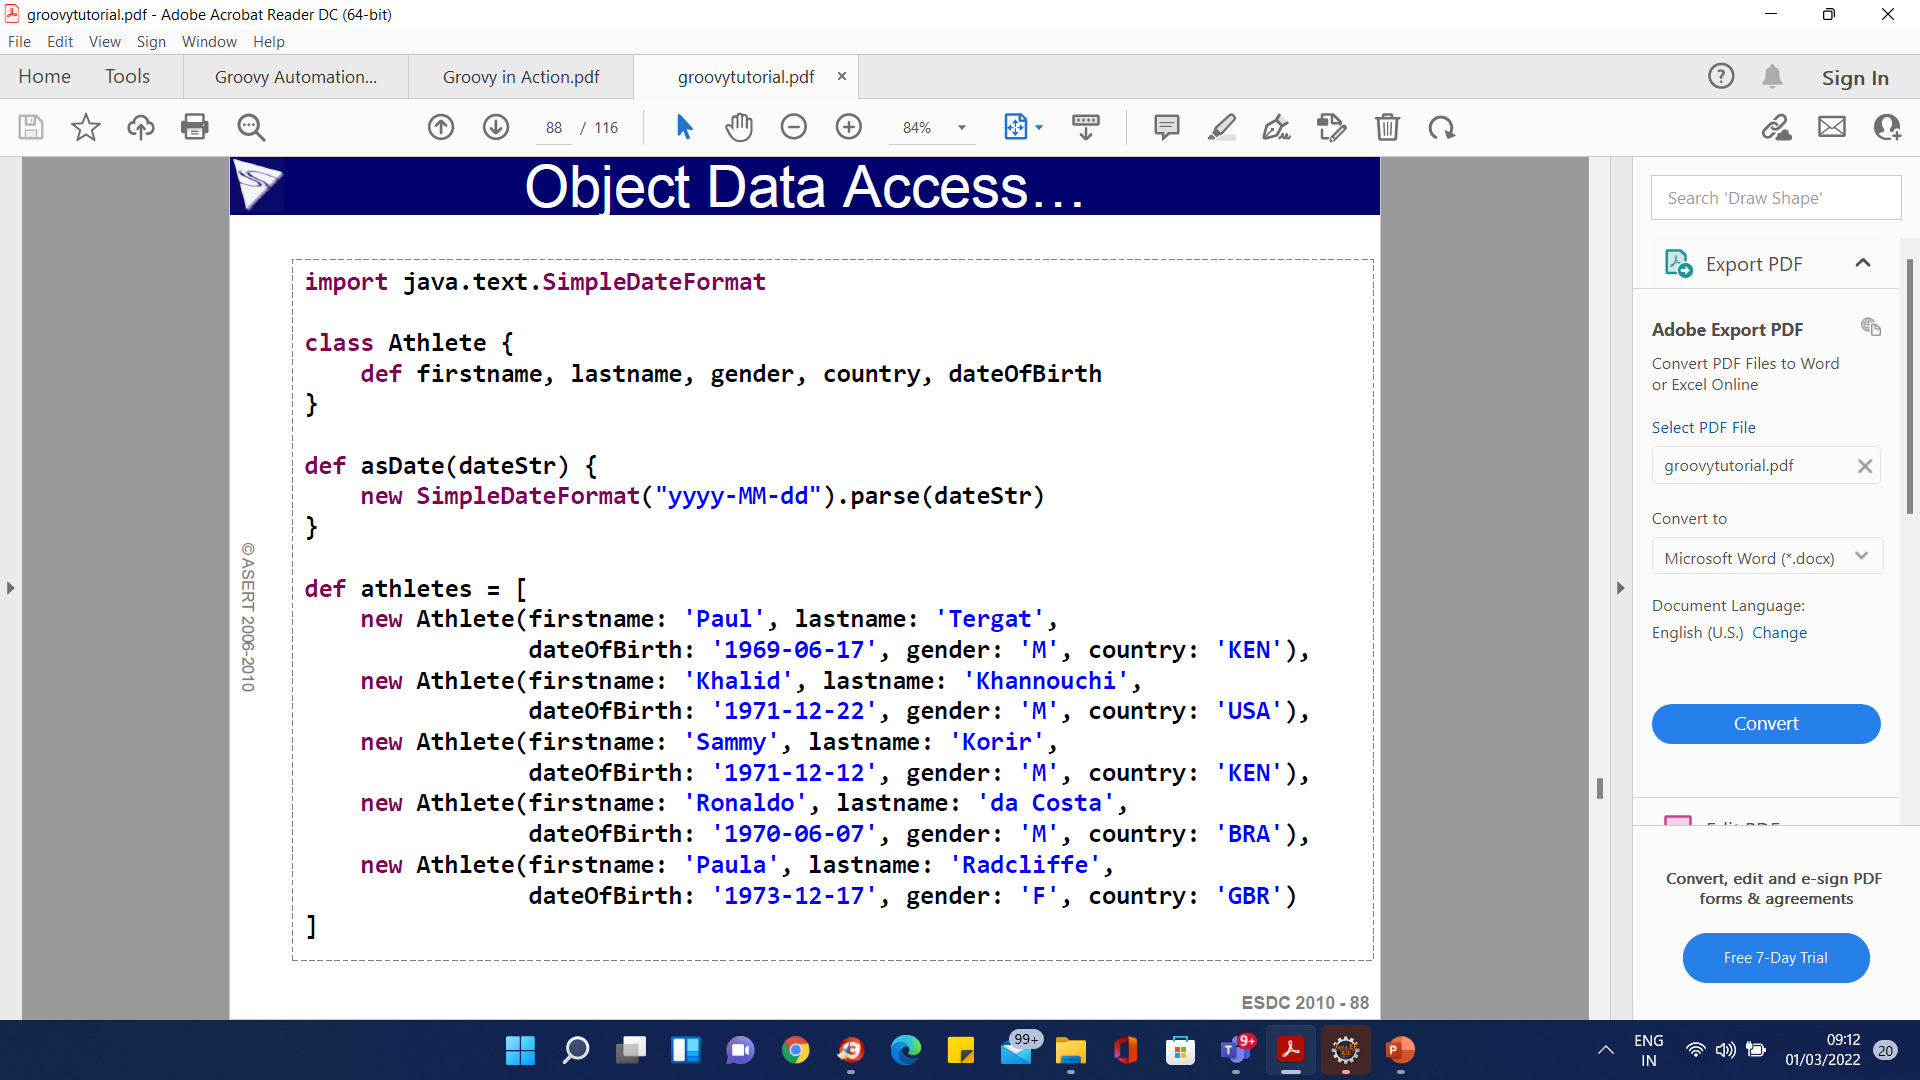 groovytutorial.pdf - Adobe Acrobat Reader DC (64-bit)
File Edit View Sign Window Help
Home Tools Groovy Automation... Groovy in Action.pdf groovytutorial.pdf × Sign In
88 / 116 84%
Object Data Access...
import java.text.SimpleDateFormat
class Athlete {
    def firstname, lastname, gender, country, dateOfBirth
}
def asDate(dateStr) {
    new SimpleDateFormat("yyyy-MM-dd").parse(dateStr)
}
def athletes = [
    new Athlete(firstname: 'Paul', lastname: 'Tergat',
                dateOfBirth: '1969-06-17', gender: 'M', country: 'KEN'),
    new Athlete(firstname: 'Khalid', lastname: 'Khannouchi',
                dateOfBirth: '1971-12-22', gender: 'M', country: 'USA'),
    new Athlete(firstname: 'Sammy', lastname: 'Korir',
                dateOfBirth: '1971-12-12', gender: 'M', country: 'KEN'),
    new Athlete(firstname: 'Ronaldo', lastname: 'da Costa',
                dateOfBirth: '1970-06-07', gender: 'M', country: 'BRA'),
    new Athlete(firstname: 'Paula', lastname: 'Radcliffe',
                dateOfBirth: '1973-12-17', gender: 'F', country: 'GBR')
]
© ASERT 2006-2010
ESDC 2010 - 88
Search 'Draw Shape'
Export PDF
Adobe Export PDF
Convert PDF Files to Word
or Excel Online
Select PDF File
groovytutorial.pdf
Convert to
Microsoft Word (*.docx)
Document Language:
English (U.S.) Change
Convert
Convert, edit and e-sign PDF
forms & agreements
Free 7-Day Trial
99+
9+
ENG
IN
09:12
01/03/2022
20